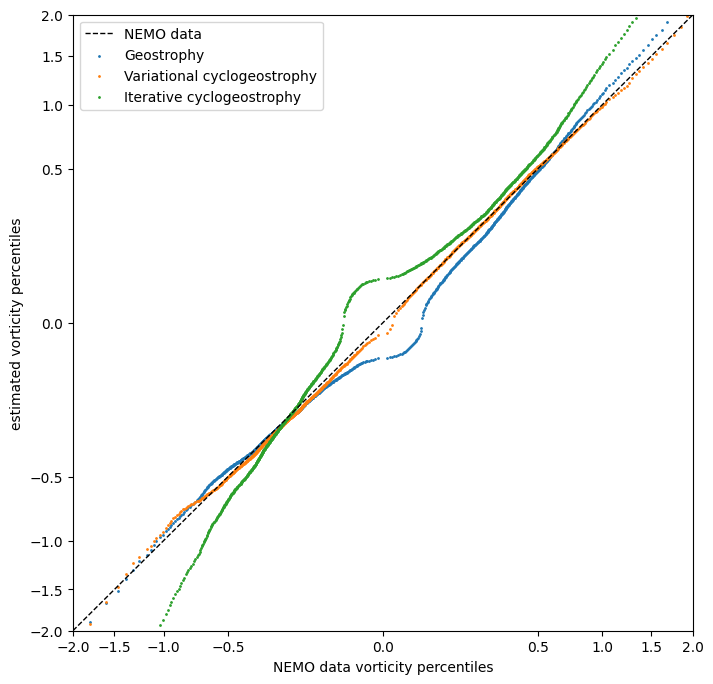 NEMO data
Geostrophy
Variational cyclogeostrophy
Iterative cyclogeostrophy
estimated vorticity percentiles
2.0
1.5
1.0
0.5
0.0
−0.5
−1.0
−1.5
−2.0
−2.0 −1.5 −1.0 −0.5 0.0 0.5 1.0 1.5 2.0
NEMO data vorticity percentiles